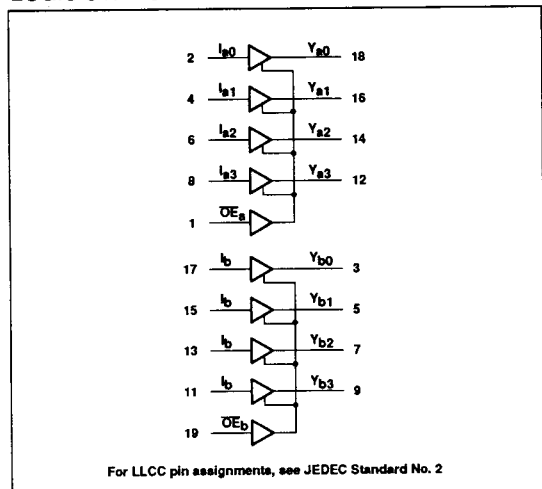 2 Ia0 Ya0 18
4 Ia1 Ya1 16
6 Ia2 Ya2 14
8 Ia3 Ya3 12
1 OEa
17 Ib Yb0 3
15 Ib Yb1 5
13 Ib Yb2 7
11 Ib Yb3 9
19 OEb
For LLCC pin assignments, see JEDEC Standard No. 2